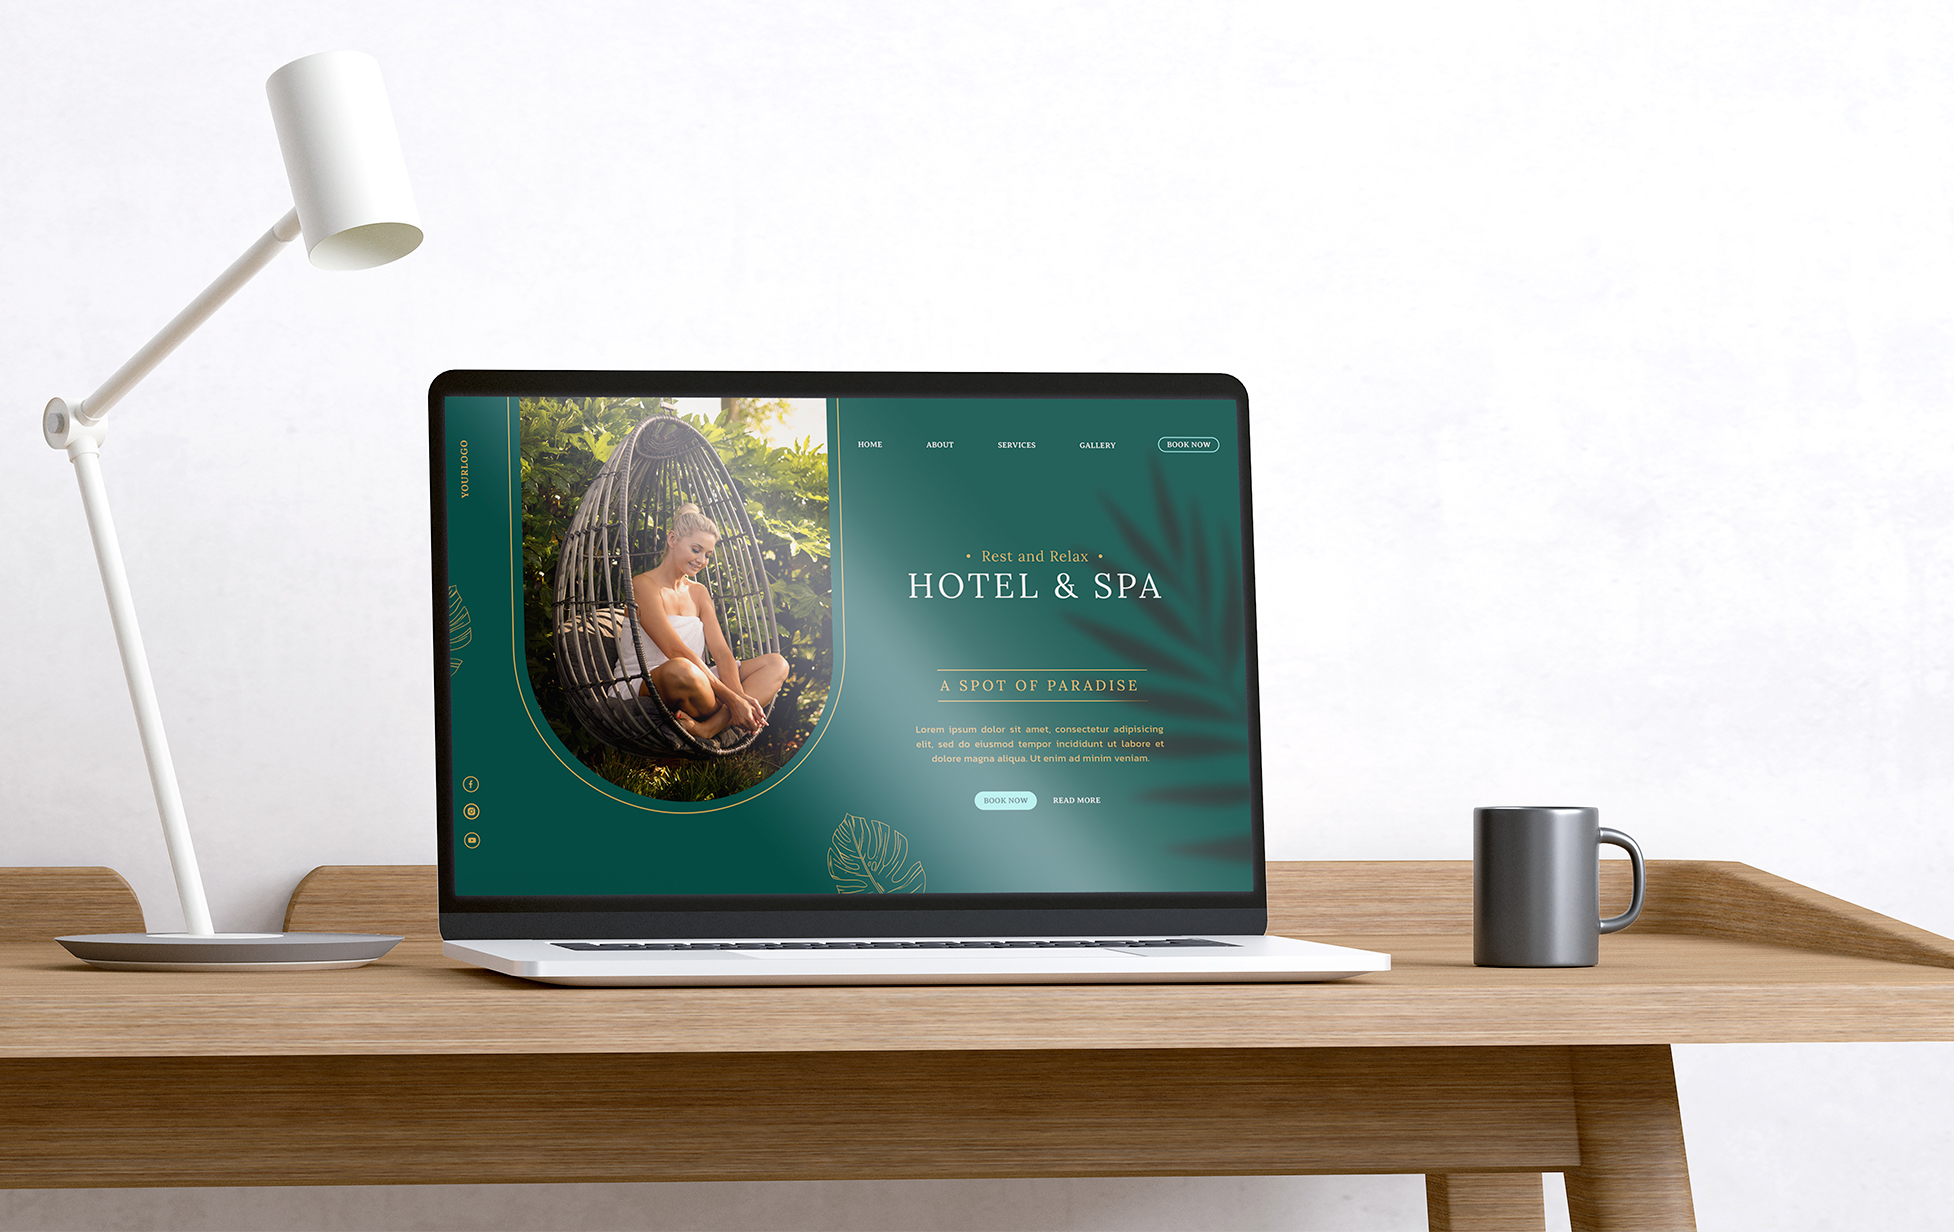 YOURLOGO
HOME ABOUT SERVICES GALLERY BOOK NOW
• Rest and Relax •
HOTEL & SPA
A SPOT OF PARADISE
Lorem ipsum dolor sit amet, consectetur adipisicing
elit, sed do eiusmod tempor incididunt ut labore et
dolore magna aliqua. Ut enim ad minim veniam.
BOOK NOW READ MORE